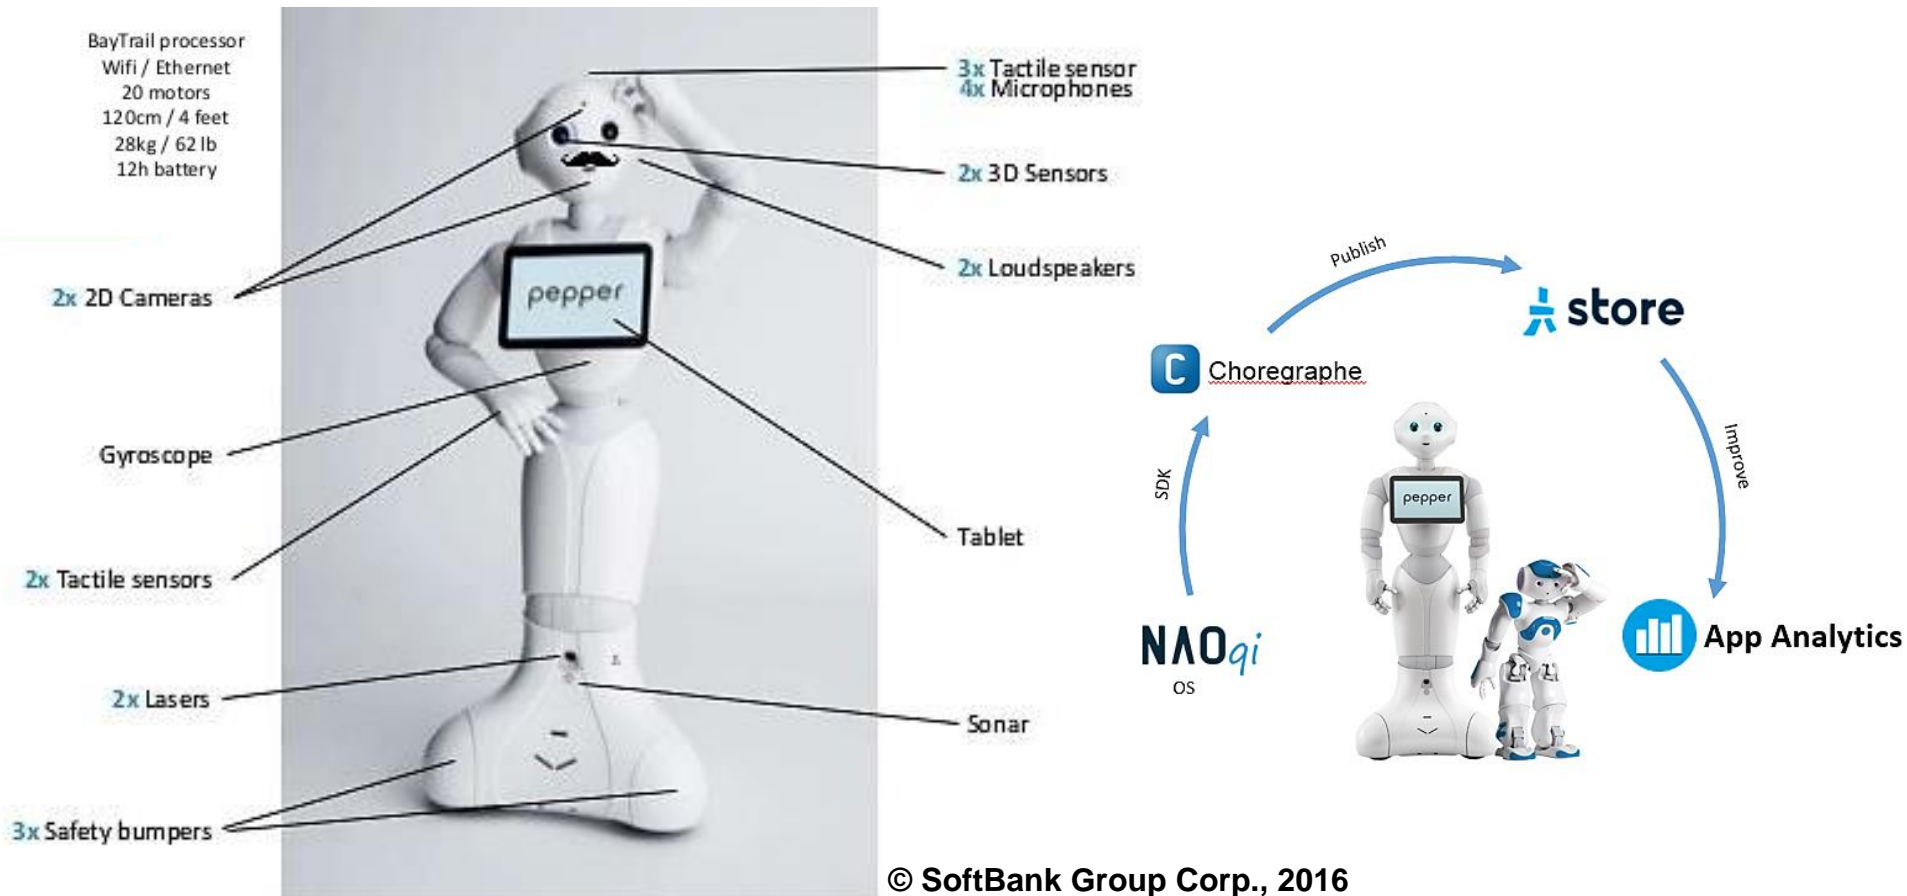 BayTrail processor
Wifi / Ethernet
20 motors
120cm / 4 feet
28kg / 62 lb
12h battery
2x 2D Cameras
Gyroscope
2x Tactile sensors
2x Lasers
3x Safety bumpers
pepper
3x Tactile sensor
4x Microphones
2x 3D Sensors
2x Loudspeakers
Tablet
Sonar
Publish
store
C Choregraphe
Improve
SDK
pepper
NAOqi
OS
App Analytics
© SoftBank Group Corp., 2016